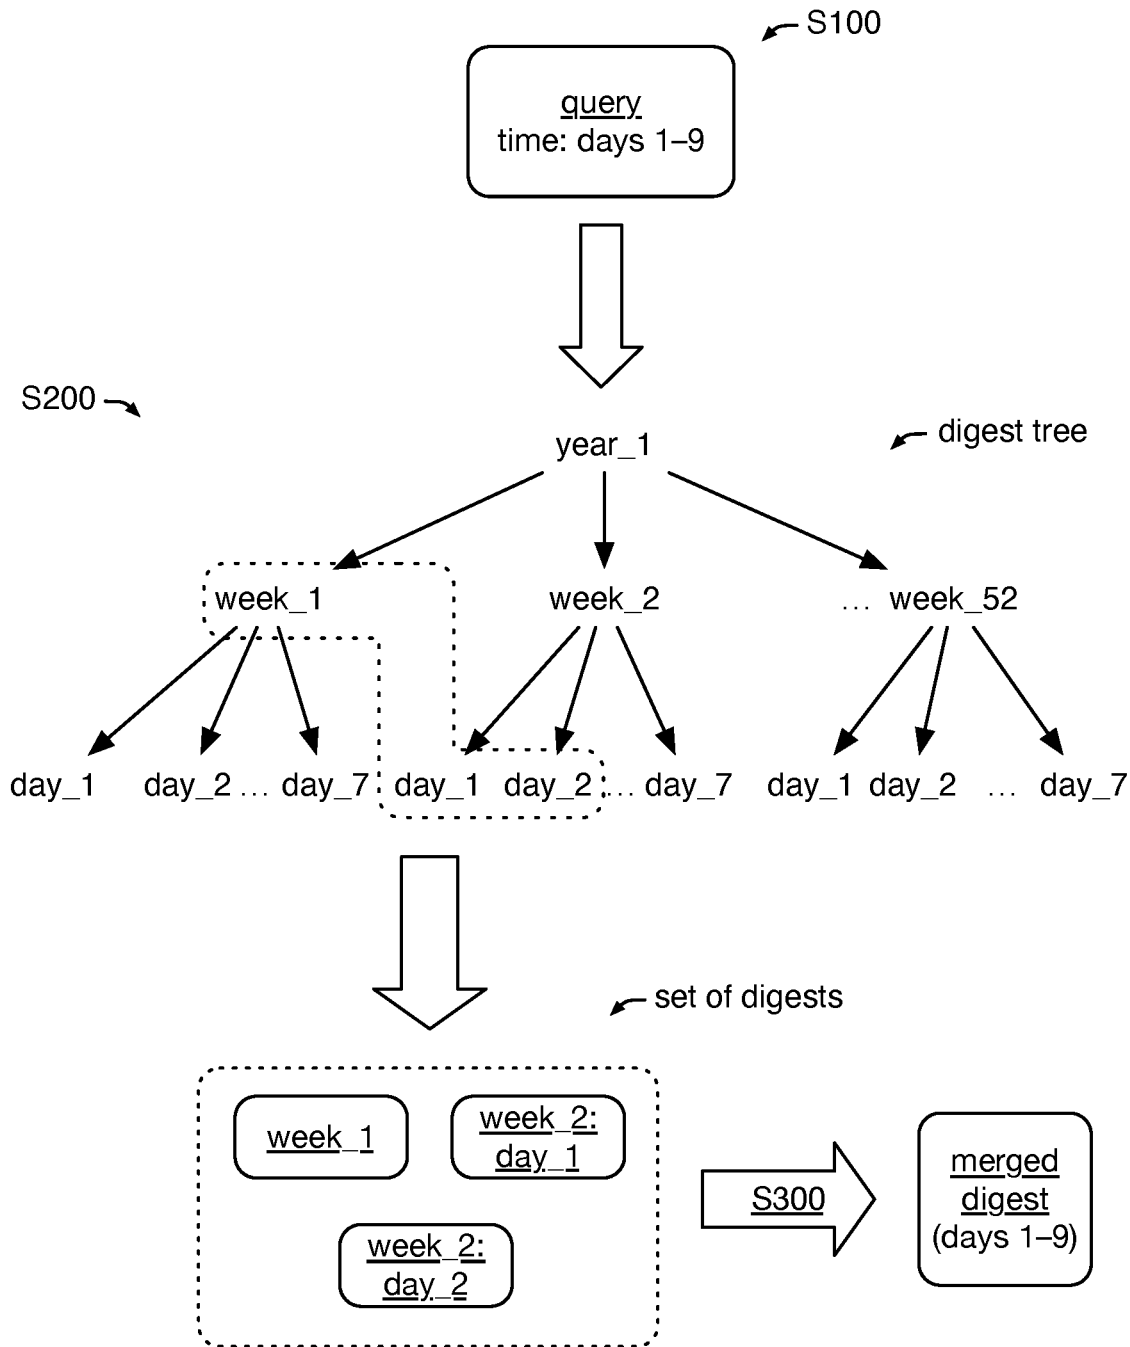 S100
query
time: days 1–9
S200
digest tree
year_1
week_1
week_2
... week_52
day_1 day_2 ... day_7 day_1 day_2 ... day_7 day_1 day_2 ... day_7
set of digests
week_1
week_2:
day_1
week_2:
day_2
S300
merged
digest
(days 1–9)